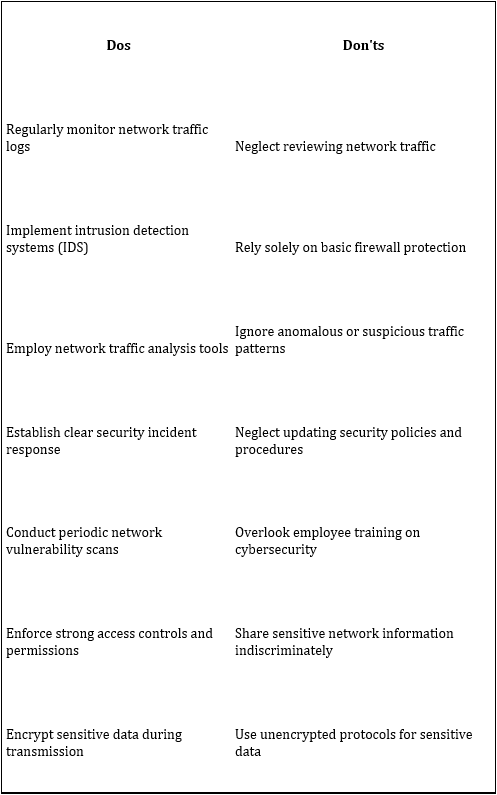 Dos Don'ts
Regularly monitor network traffic
logs
Neglect reviewing network traffic
Implement intrusion detection
systems (IDS)
Rely solely on basic firewall protection
Employ network traffic analysis tools
Ignore anomalous or suspicious traffic
patterns
Establish clear security incident
response
Neglect updating security policies and
procedures
Conduct periodic network
vulnerability scans
Overlook employee training on
cybersecurity
Enforce strong access controls and
permissions
Share sensitive network information
indiscriminately
Encrypt sensitive data during
transmission
Use unencrypted protocols for sensitive
data